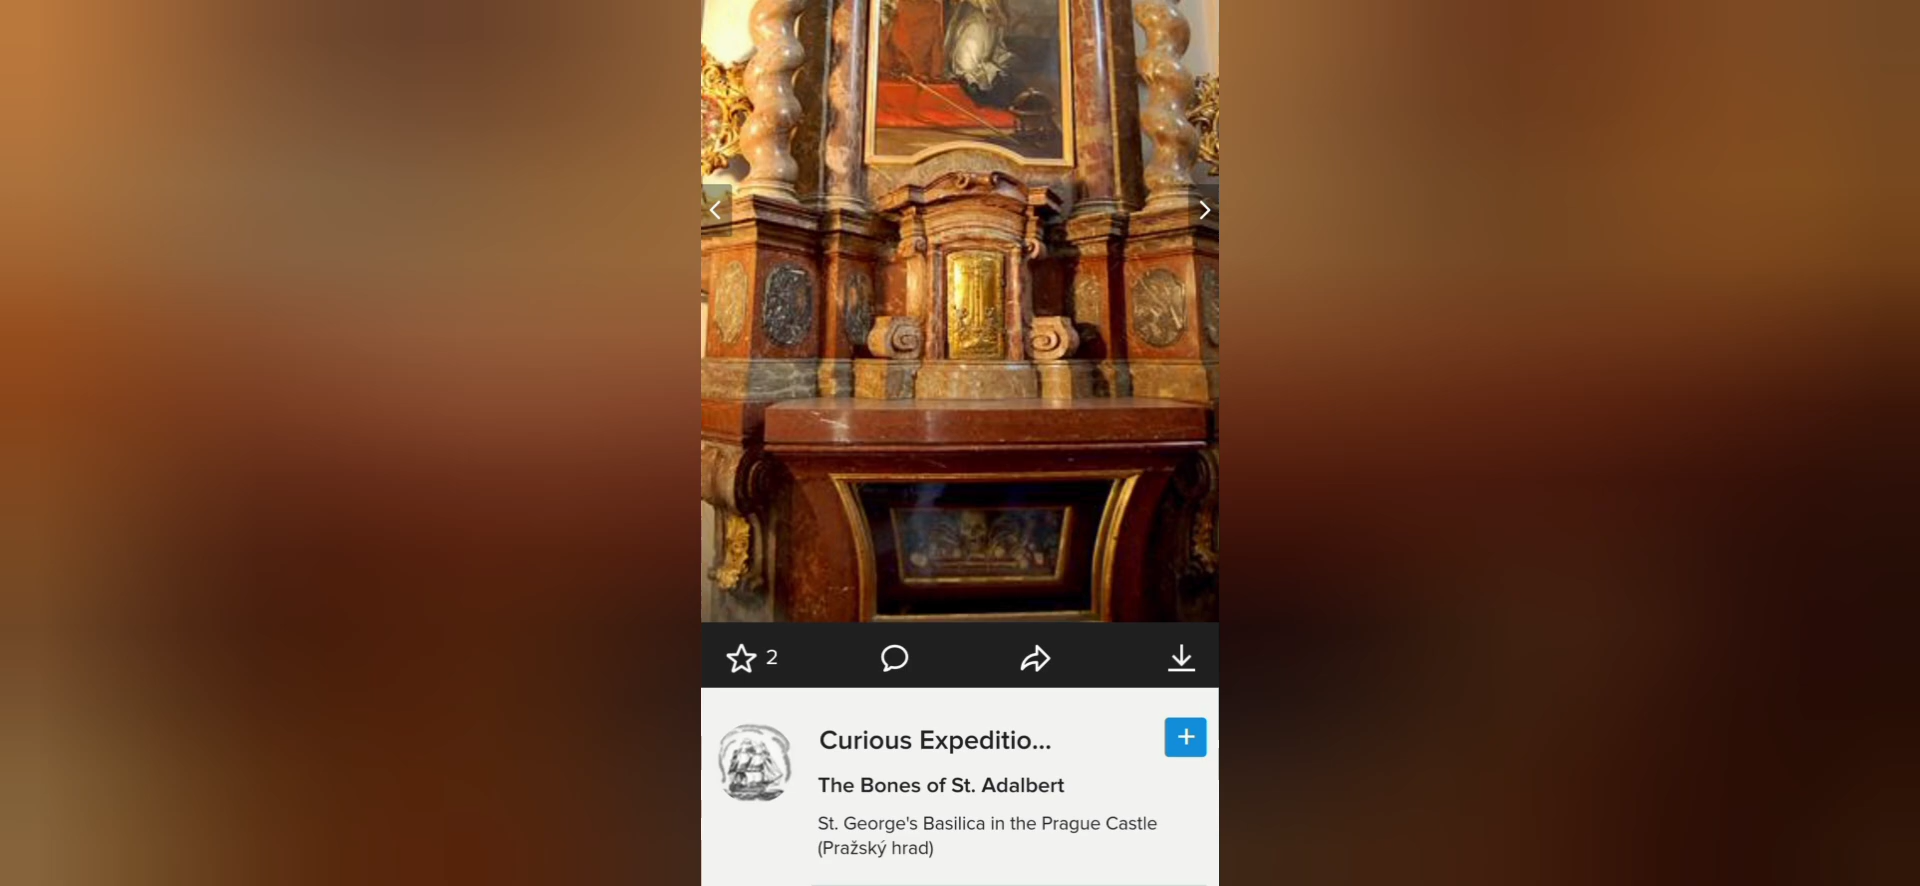 2
Curious Expeditio...
The Bones of St. Adalbert
St. George's Basilica in the Prague Castle
(Pražský hrad)